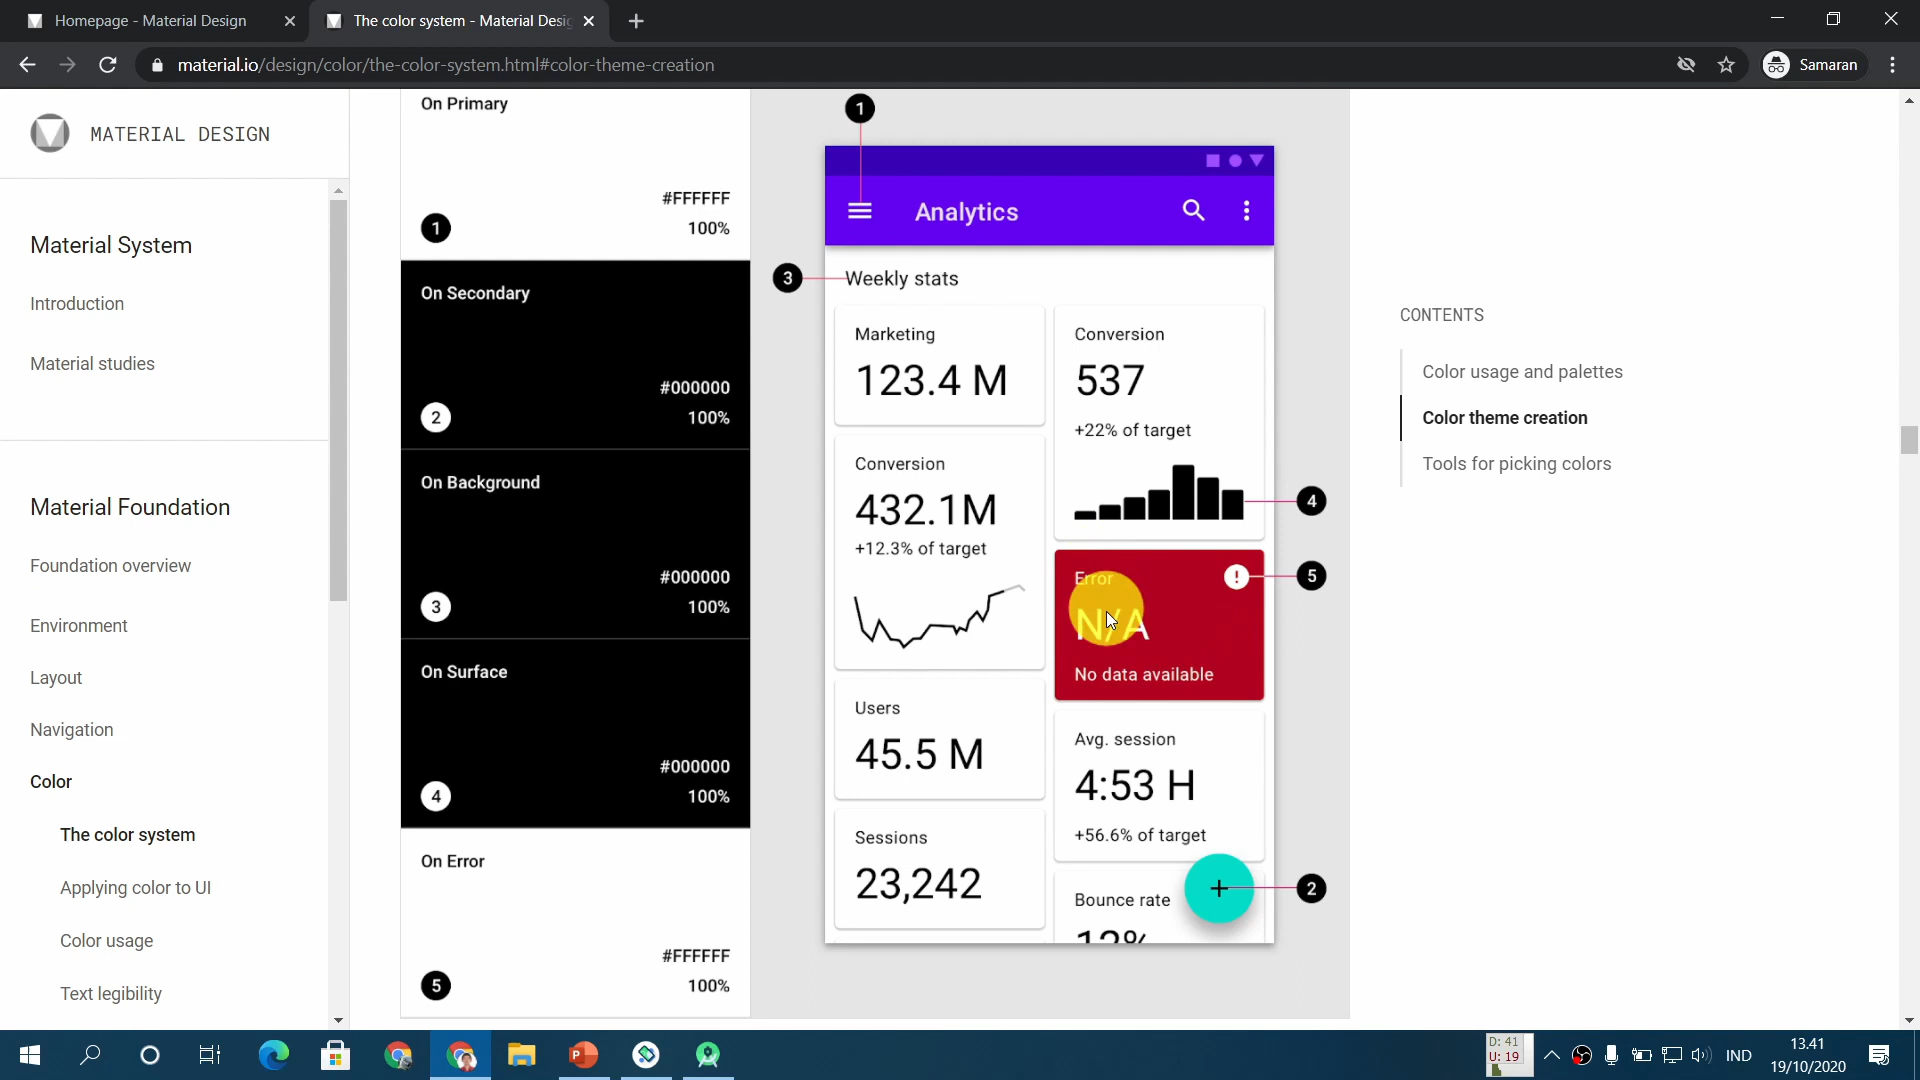 Homepage - Material Design
The color system - Material Desig
material.io/design/color/the-color-system.html#color-theme-creation
Samaran
MATERIAL DESIGN
Material System
Introduction
Material studies
Material Foundation
Foundation overview
Environment
Layout
Navigation
Color
The color system
Applying color to UI
Color usage
Text legibility
On Primary
#FFFFFF
1
100%
On Secondary
#000000
2
100%
On Background
#000000
3
100%
On Surface
#000000
4
100%
On Error
#FFFFFF
5
100%
1
Analytics
3
Weekly stats
Marketing
123.4 M
Conversion
432.1M
+12.3% of target
Users
45.5 M
Sessions
23,242
Conversion
537
+22% of target
4
Error
!
5
N/A
No data available
Avg. session
4:53 H
+56.6% of target
+
2
Bounce rate
12%
CONTENTS
Color usage and palettes
Color theme creation
Tools for picking colors
D: 41
U: 19
IND
13.41
19/10/2020